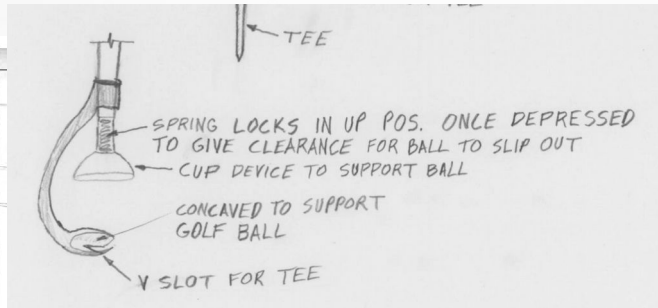 TEE
SPRING LOCKS IN UP POS. ONCE DEPRESSED
TO GIVE CLEARANCE FOR BALL TO SLIP OUT
CUP DEVICE TO SUPPORT BALL
CONCAVED TO SUPPORT
GOLF BALL
V SLOT FOR TEE